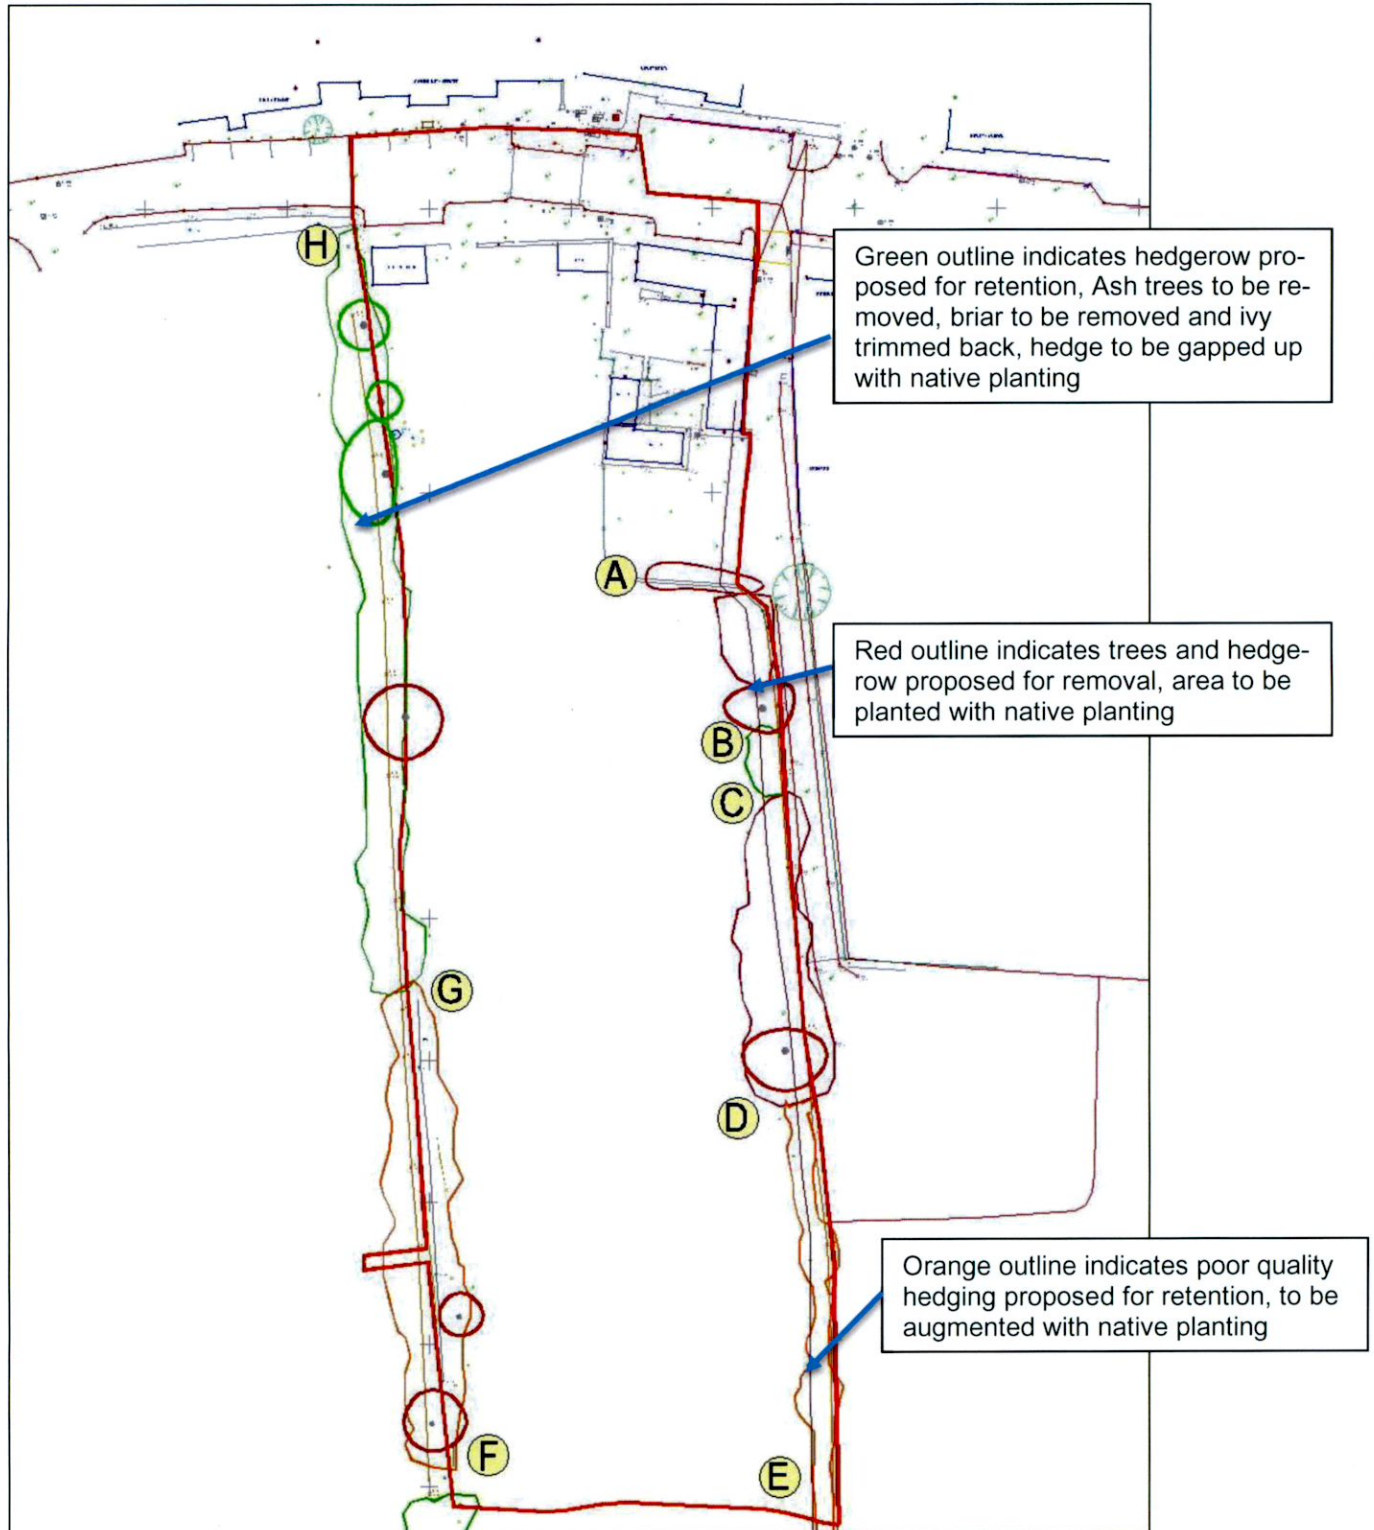 H
Green outline indicates hedgerow pro-
posed for retention, Ash trees to be re-
moved, briar to be removed and ivy
trimmed back, hedge to be gapped up
with native planting
A
Red outline indicates trees and hedge-
row proposed for removal, area to be
planted with native planting
B
C
G
D
Orange outline indicates poor quality
hedging proposed for retention, to be
augmented with native planting
F
E